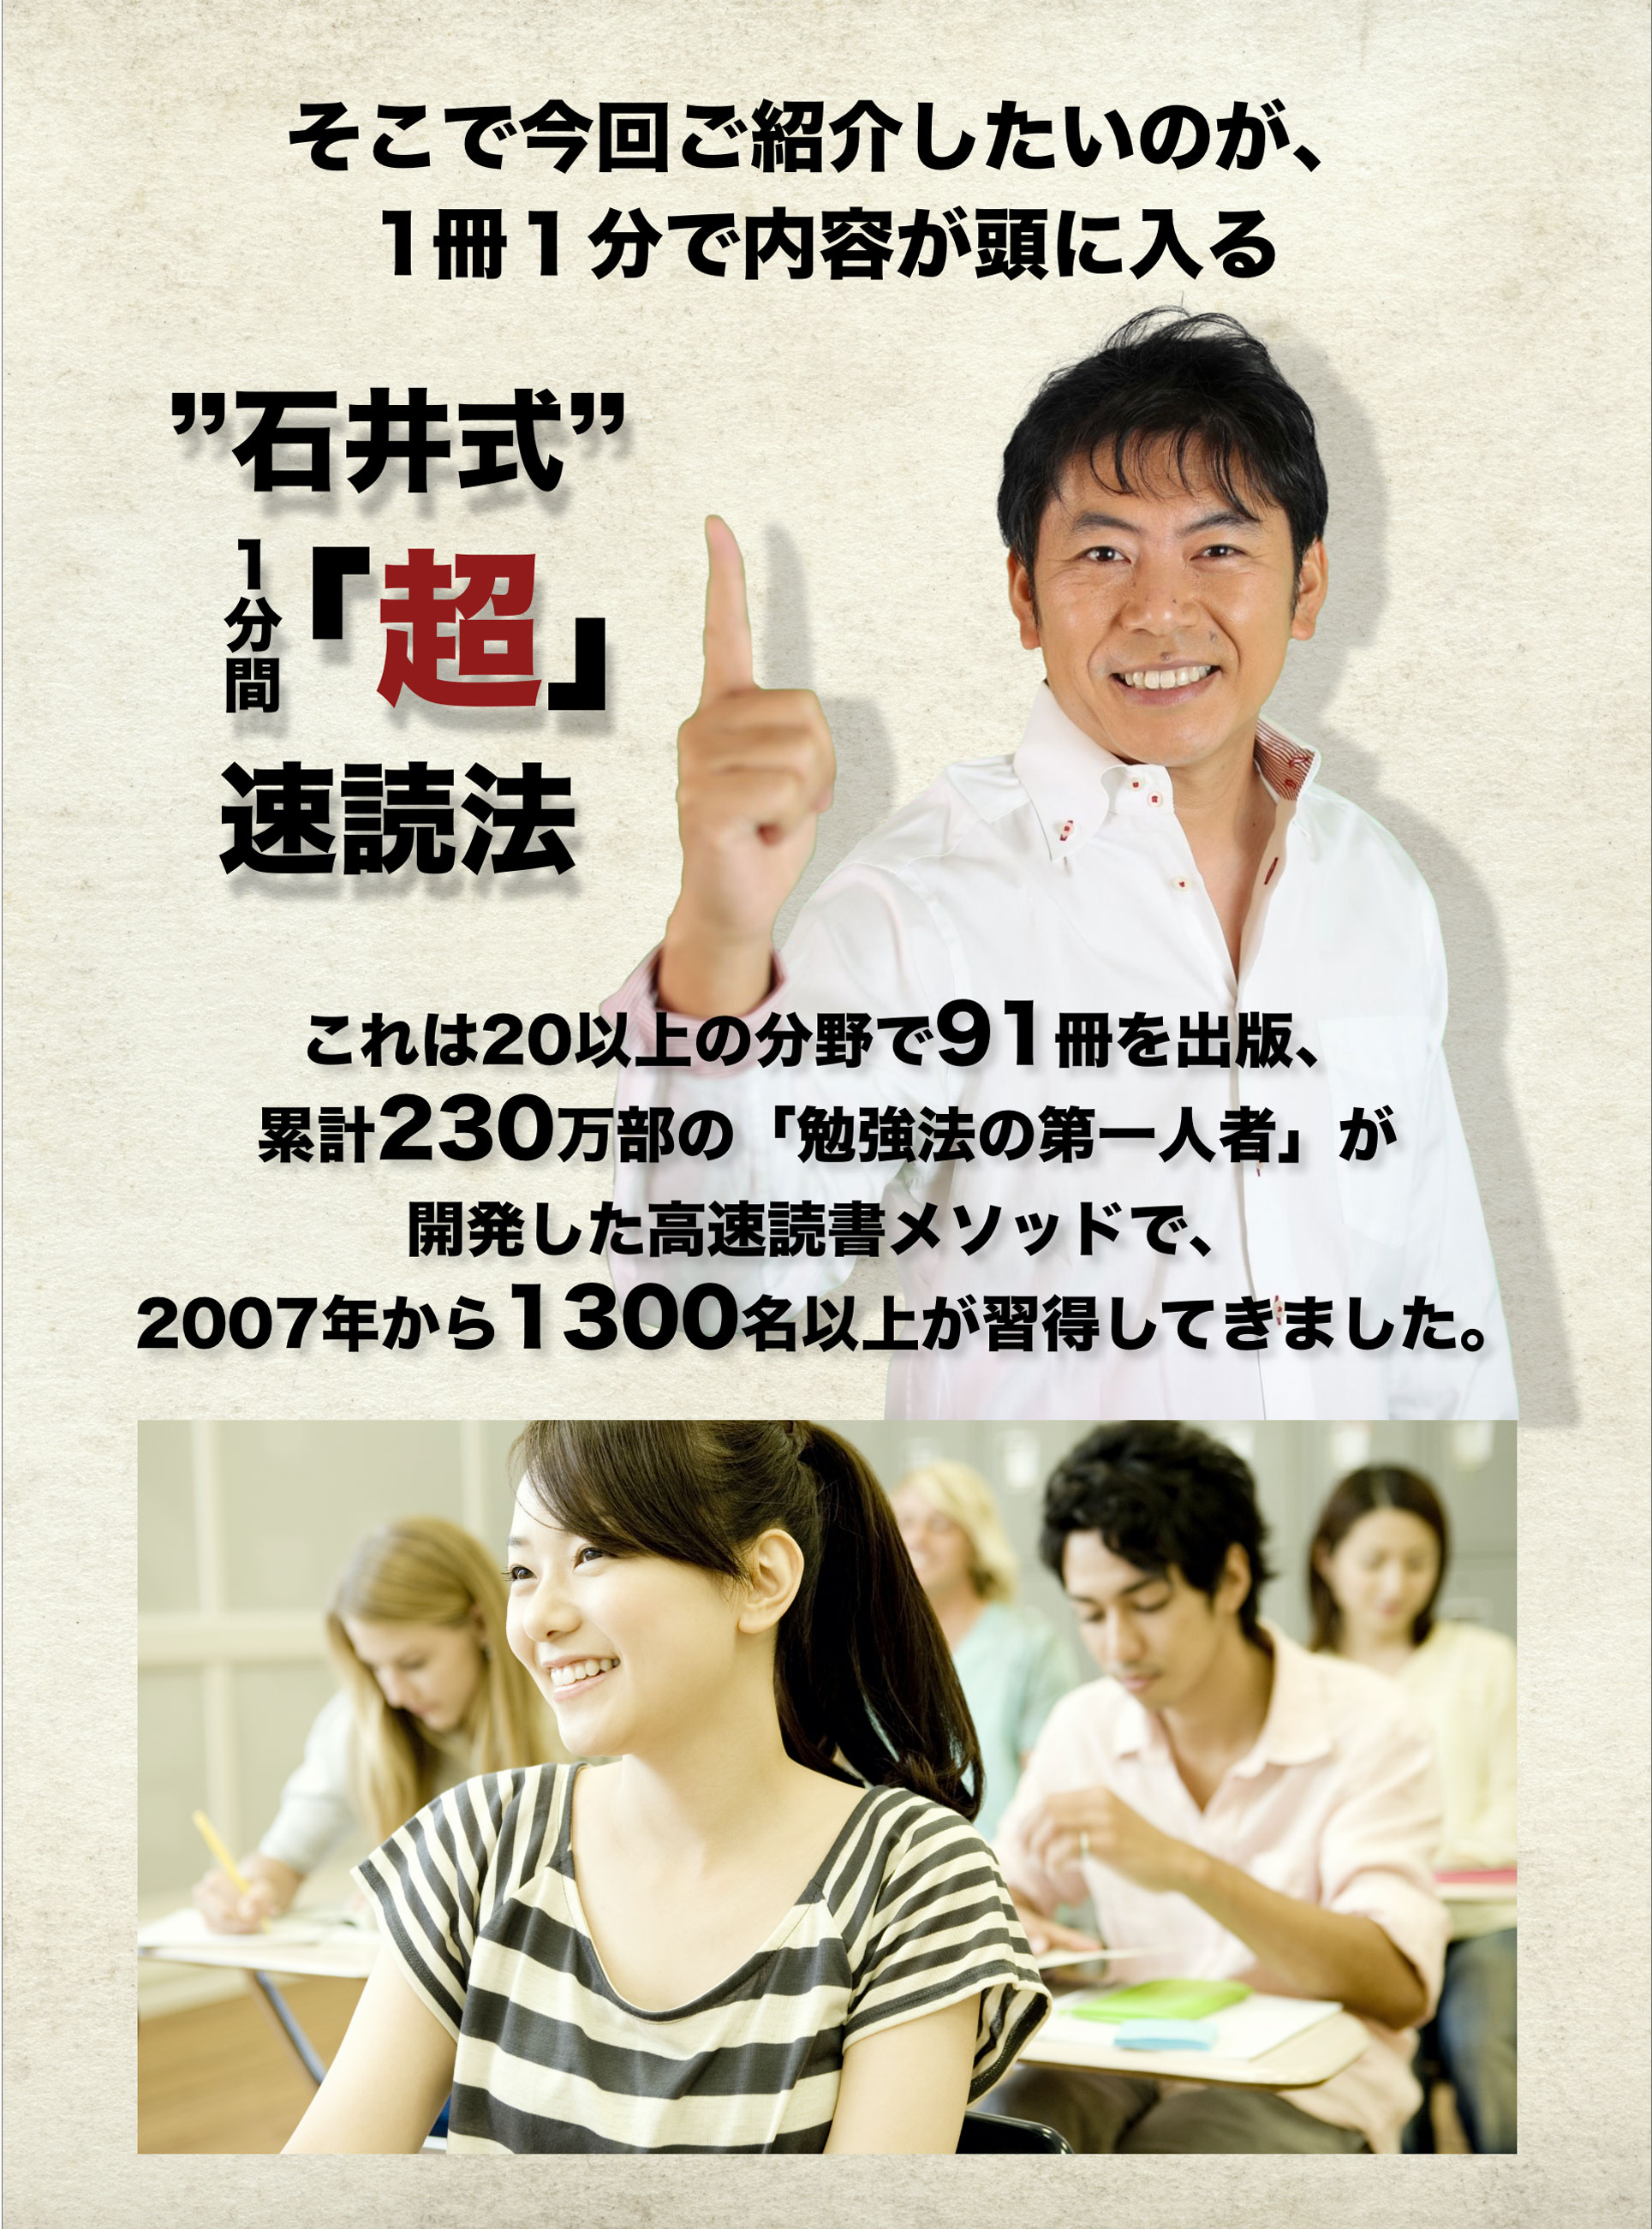 そこで今回ご紹介したいのが、
1冊１分で内容が頭に入る
”石井式”
1分間「超」
速読法
これは20以上の分野で91冊を出版、
累計230万部の「勉強法の第一人者」が
開発した高速読書メソッドで、
2007年から1300名以上が習得してきました。